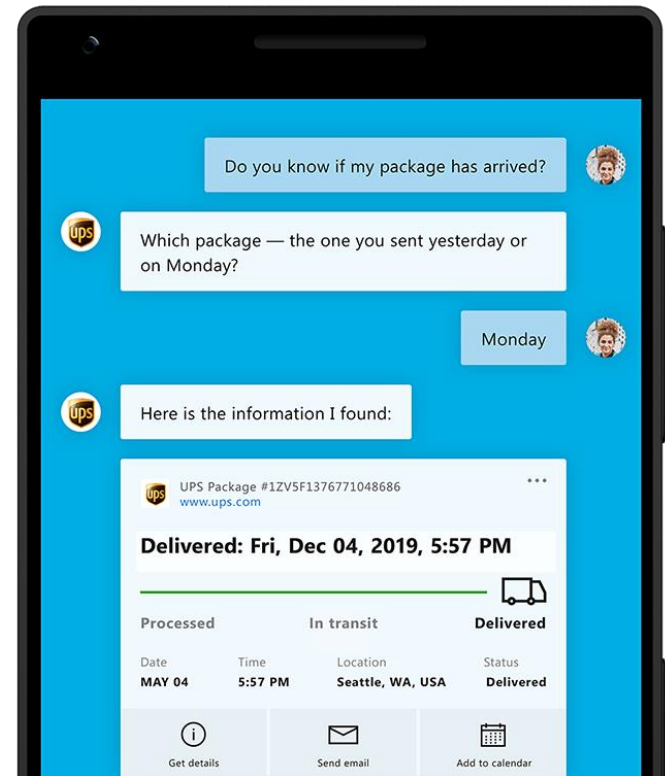 Do you know if my package has arrived?
ups
Which package — the one you sent yesterday or
on Monday?
Monday
ups
Here is the information I found:
ups
UPS Package #1ZV5F1376771048686
www.ups.com
Delivered: Fri, Dec 04, 2019, 5:57 PM
Processed In transit Delivered
Date Time Location Status
MAY 04 5:57 PM Seattle, WA, USA Delivered
Get details Send email Add to calendar